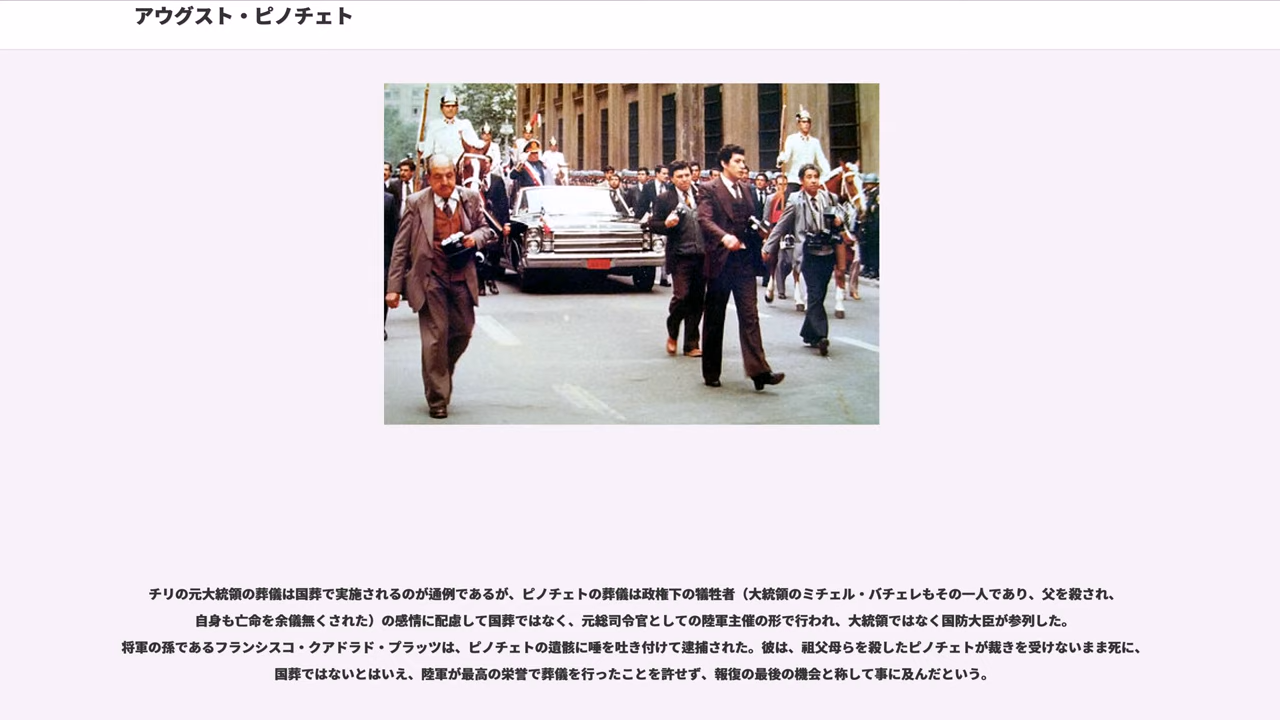 アウグスト・ピノチェト
チリの元大統領の葬儀は国葬で実施されるのが通例であるが、ピノチェトの葬儀は政権下の犠牲者（大統領のミチェル・バチェレもその一人であり、父を殺され、
自身も亡命を余儀無くされた）の感情に配慮して国葬ではなく、元総司令官としての陸軍主催の形で行われ、大統領ではなく国防大臣が参列した。
将軍の孫であるフランシスコ・クアドラド・プラッツは、ピノチェトの遺骸に唾を吐き付けて逮捕された。彼は、祖父母らを殺したピノチェトが裁きを受けないまま死に、
国葬ではないとはいえ、陸軍が最高の栄誉で葬儀を行ったことを許せず、報復の最後の機会と称して事に及んだという。